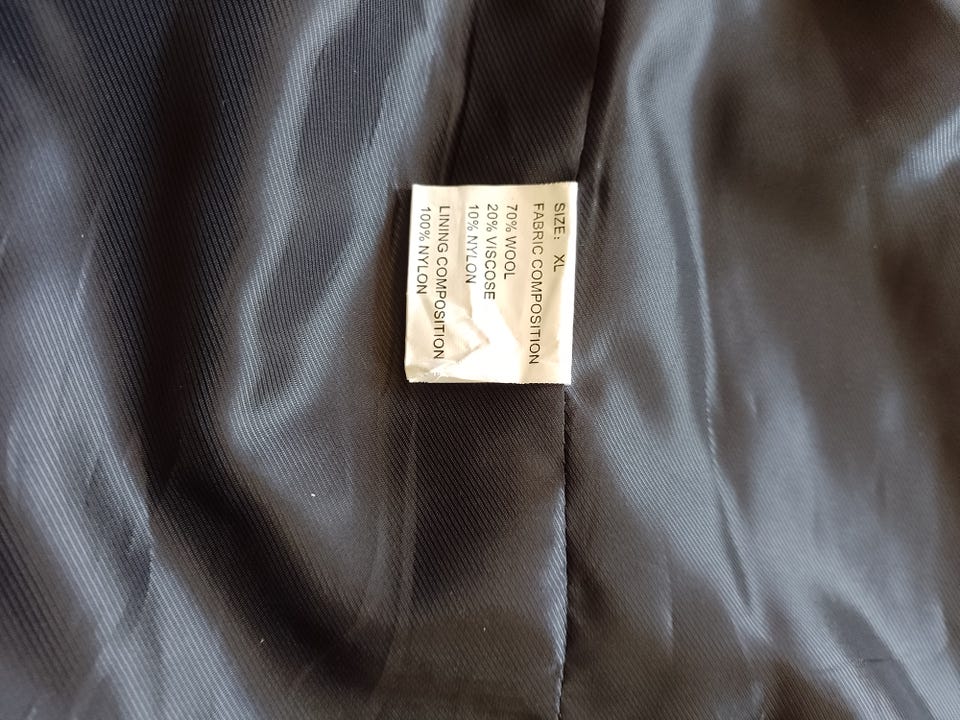 SIZE: XL
FABRIC COMPOSITION
70% WOOL
20% VISCOSE
10% NYLON
LINING COMPOSITION
100% NYLON